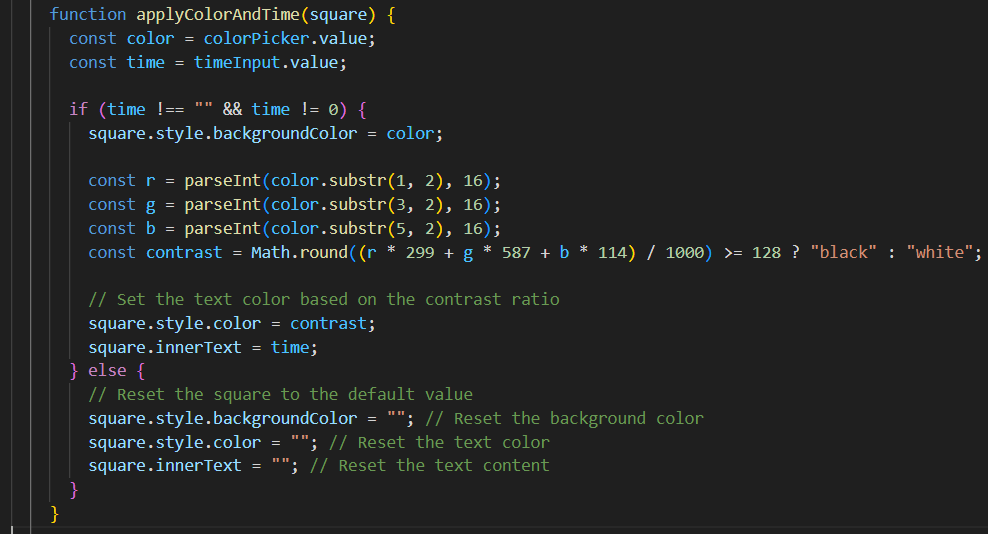 function applyColorAndTime(square) {
  const color = colorPicker.value;
  const time = timeInput.value;

  if (time !== "" && time != 0) {
    square.style.backgroundColor = color;

    const r = parseInt(color.substr(1, 2), 16);
    const g = parseInt(color.substr(3, 2), 16);
    const b = parseInt(color.substr(5, 2), 16);
    const contrast = Math.round((r * 299 + g * 587 + b * 114) / 1000) >= 128 ? "black" : "white";

    // Set the text color based on the contrast ratio
    square.style.color = contrast;
    square.innerText = time;
  } else {
    // Reset the square to the default value
    square.style.backgroundColor = ""; // Reset the background color
    square.style.color = ""; // Reset the text color
    square.innerText = ""; // Reset the text content
  }
}